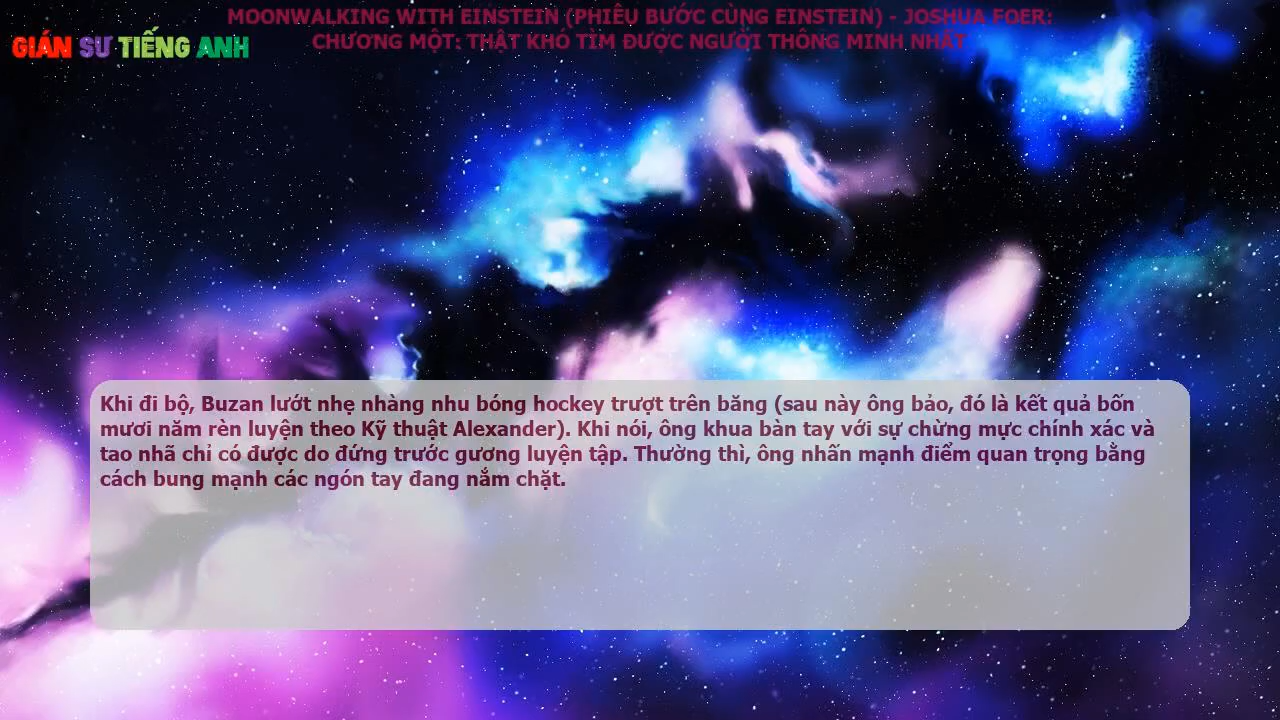 MOONWALKING WITH EINSTEIN (PHIÊU BƯỚC CÙNG EINSTEIN) - JOSHUA FOER:
CHƯƠNG MỘT: THẬT KHÓ TÌM ĐƯỢC NGƯỜI THÔNG MINH NHẤT
GIÁN SƯ TIẾNG ANH
Khi đi bộ, Buzan lướt nhẹ nhàng nhu bóng hockey trượt trên băng (sau này ông bảo, đó là kết quả bốn
mươi năm rèn luyện theo Kỹ thuật Alexander). Khi nói, ông khua bàn tay với sự chừng mực chính xác và
tao nhã chỉ có được do đứng trước gương luyện tập. Thường thì, ông nhấn mạnh điểm quan trọng bằng
cách bung mạnh các ngón tay đang nắm chặt.